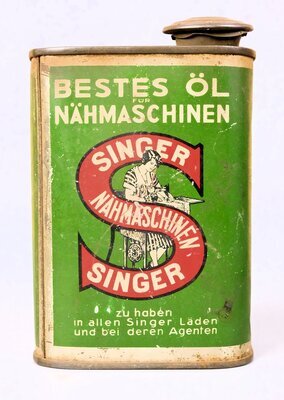 BESTES ÖL
FÜR
NÄHMASCHINEN
SINGER
NÄHMASCHINEN
SINGER
zu haben
in allen Singer Läden
und bei deren Agenten